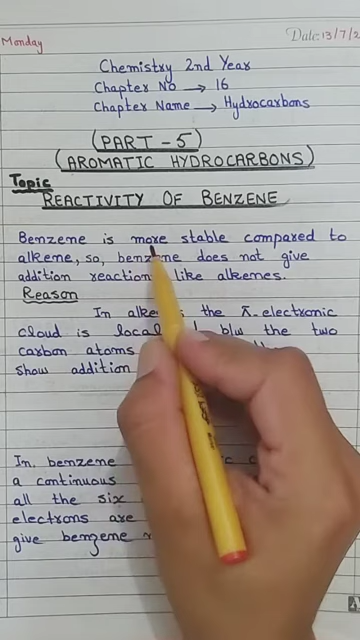 Monday
Date: 13/7/2
Chemistry 2nd Year
Chapter No → 16
Chapter Name → Hydrocarbons
(PART - 5)
(AROMATIC HYDROCARBONS)
Topic
REACTIVITY OF BENZENE
Benzene is more stable compared to
alkene, so, benzene does not give
addition reaction like alkenes.
Reason
In the π-electronic
cloud is b/w the two
carbon atoms
show addition
In benzene
a continuous
all the six
electrons are
give benzene